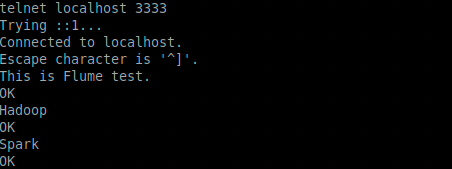 telnet localhost 3333
Trying ::1...
Connected to localhost.
Escape character is '^]'.
This is Flume test.
OK
Hadoop
OK
Spark
OK